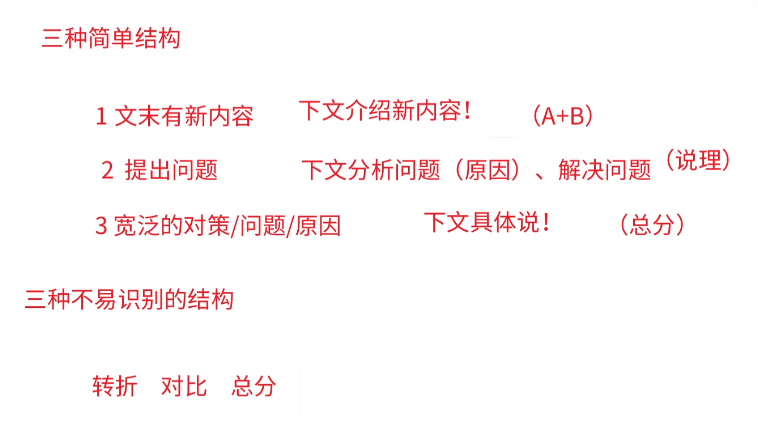 三种简单结构
1 文末有新内容 下文介绍新内容！ （A+B）
2 提出问题 下文分析问题（原因）、解决问题（说理）
3 宽泛的对策/问题/原因 下文具体说！ （总分）
三种不易识别的结构
转折 对比 总分